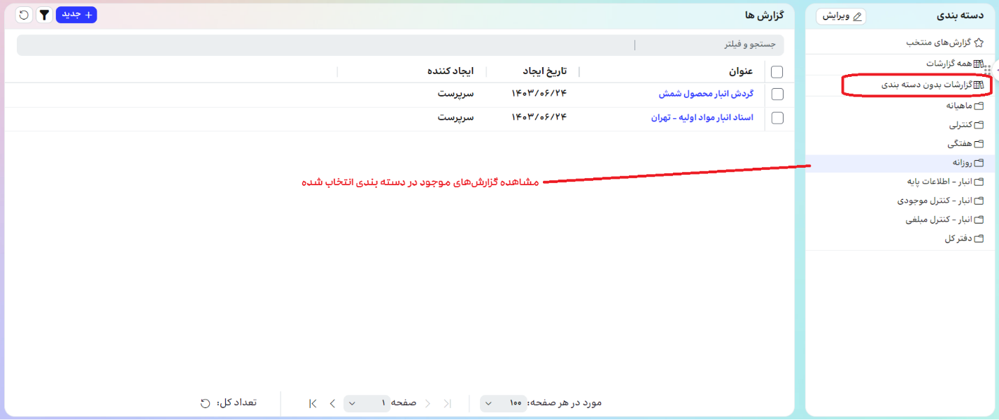 دسته بندی
ویرایش
گزارش‌های منتخب
همه گزارشات
گزارشات بدون دسته بندی
ماهیانه
کنترلی
هفتگی
روزانه
انبار - اطلاعات پایه
انبار - کنترل موجودی
انبار - کنترل مبلغی
دفتر کل
گزارش ها
+ جدید
جستجو و فیلتر
عنوان تاریخ ایجاد ایجاد کننده
گردش انبار محصول شمش ۱۴۰۳/۰۶/۲۴ سرپرست
اسناد انبار مواد اولیه - تهران ۱۴۰۳/۰۶/۲۴ سرپرست
مشاهده گزارش‌های موجود در دسته بندی انتخاب شده
مورد در هر صفحه: ۱۰۰ صفحه ۱ تعداد کل: